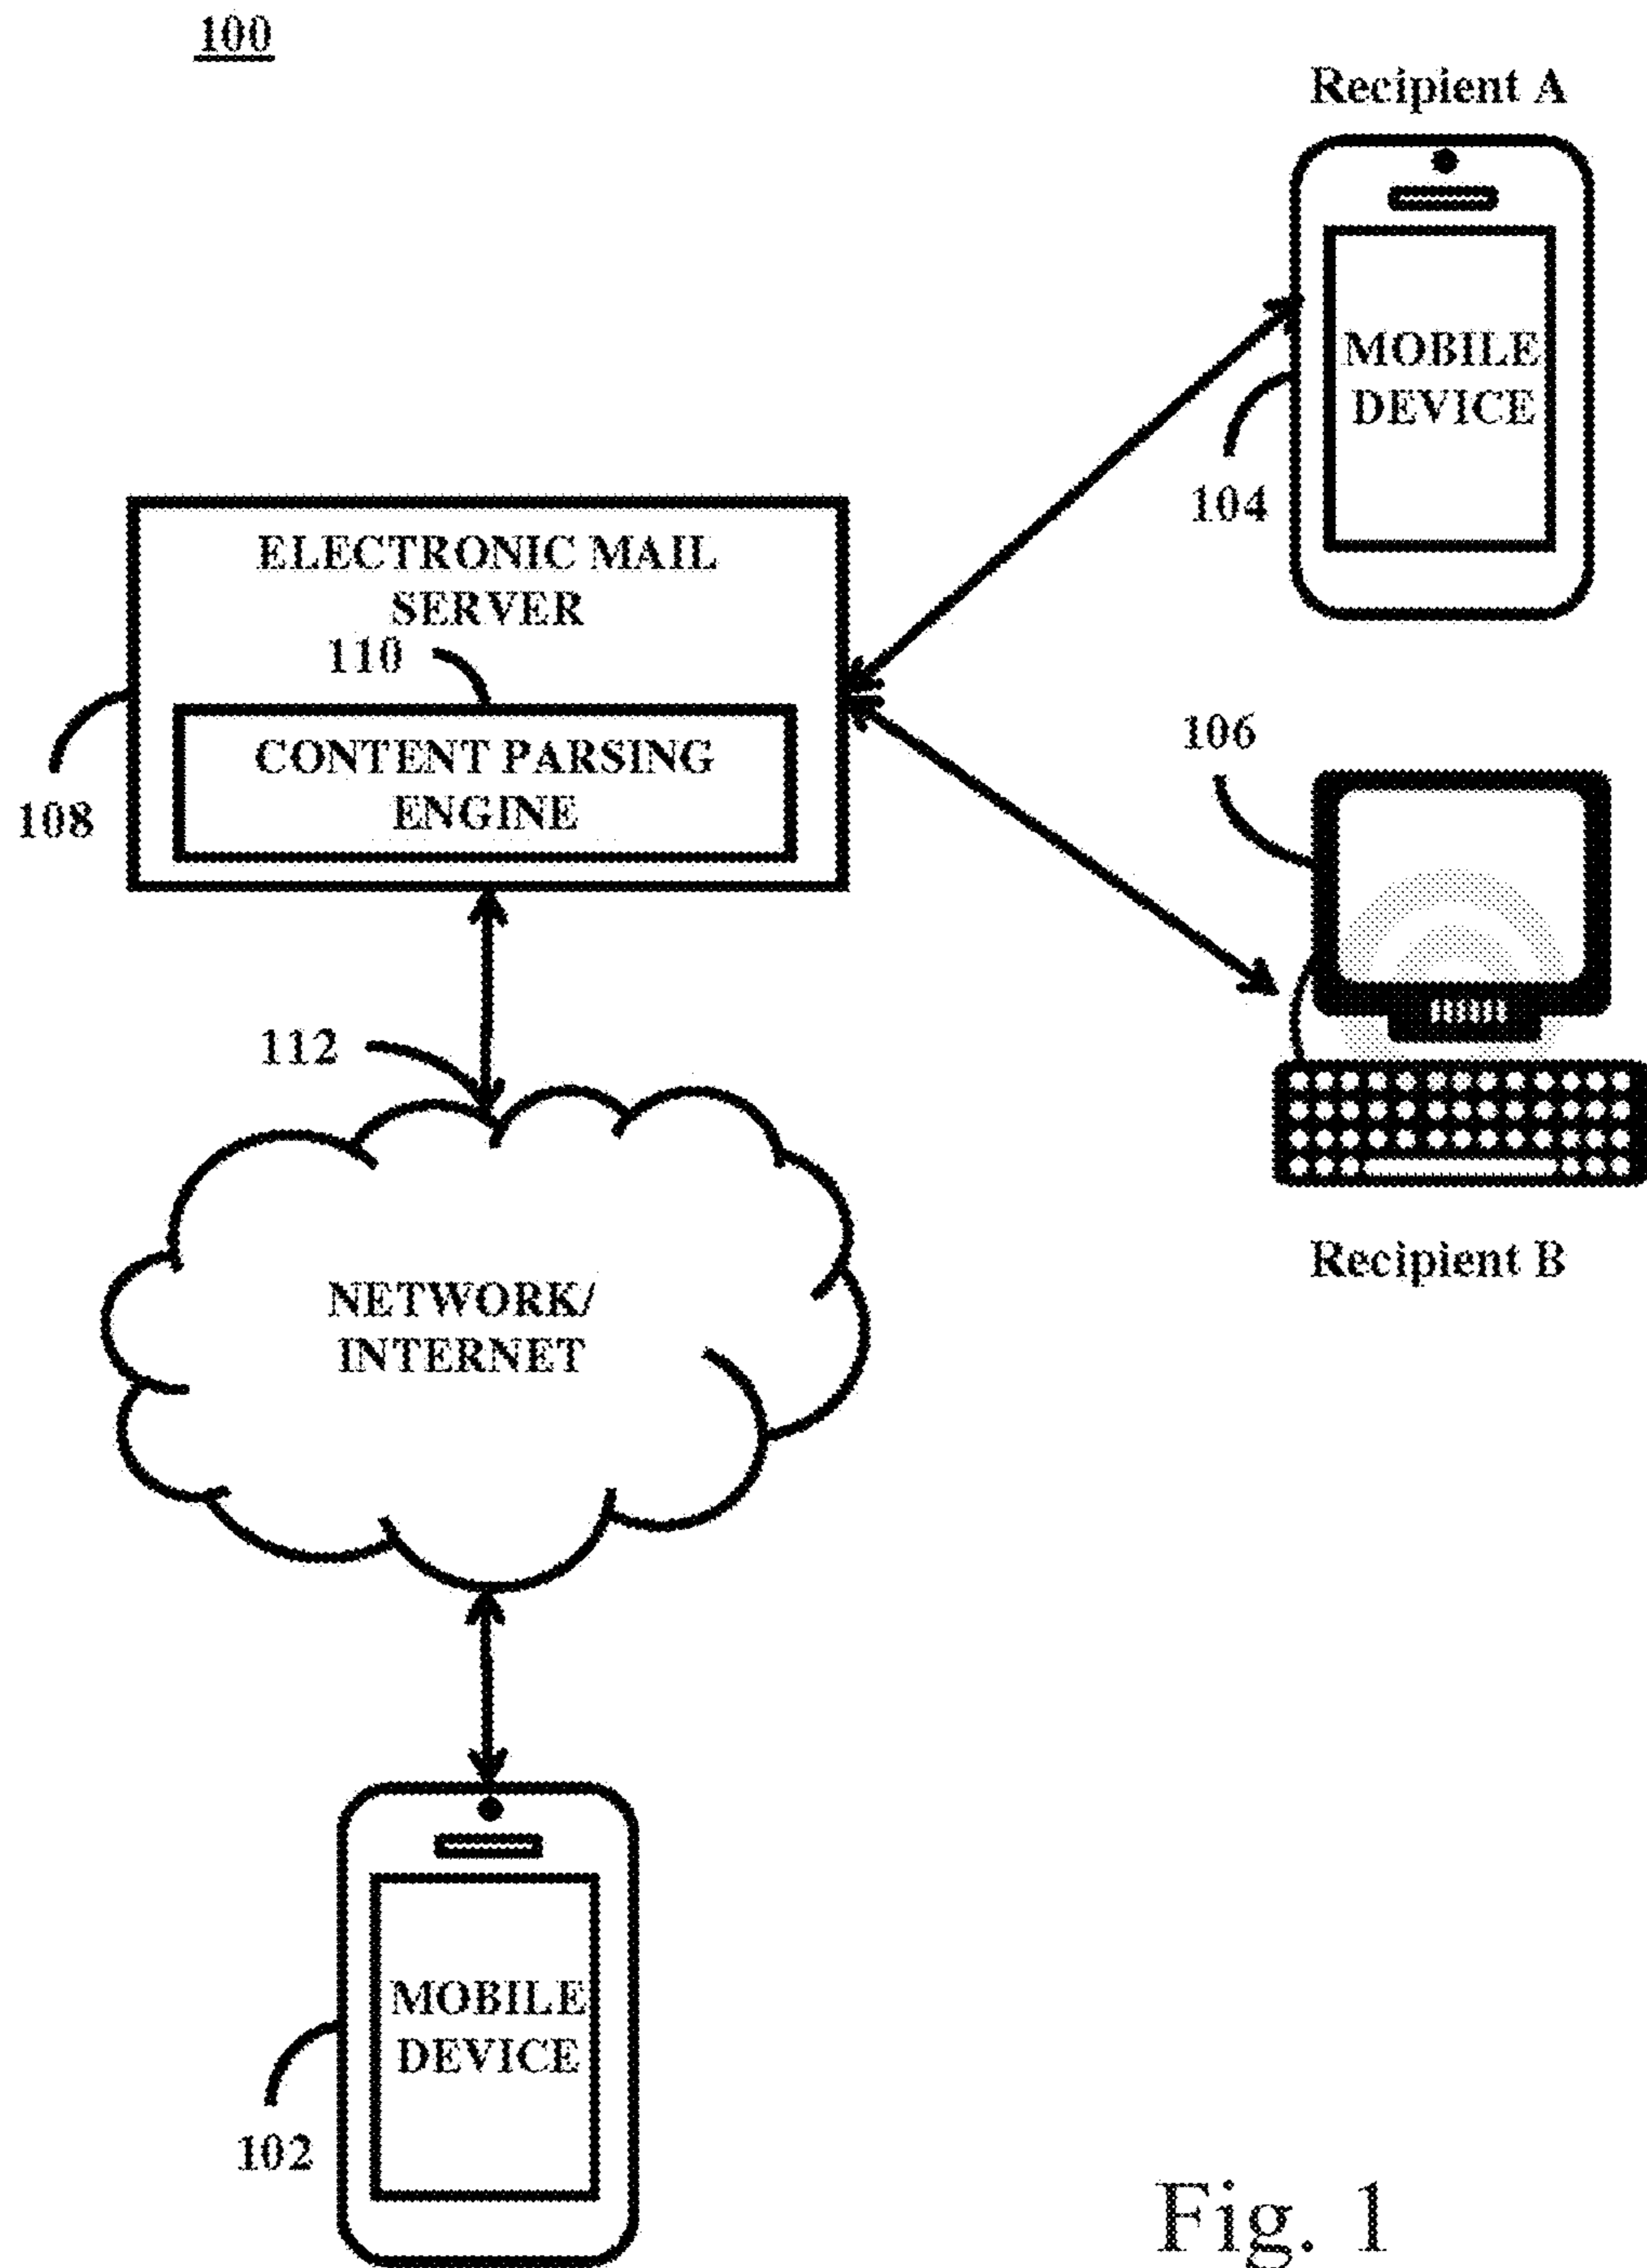 100
Recipient A
MOBILE
DEVICE
104
ELECTRONIC MAIL
SERVER
110
CONTENT PARSING
ENGINE
108
106
112
Recipient B
NETWORK/
INTERNET
MOBILE
DEVICE
102
Fig. 1